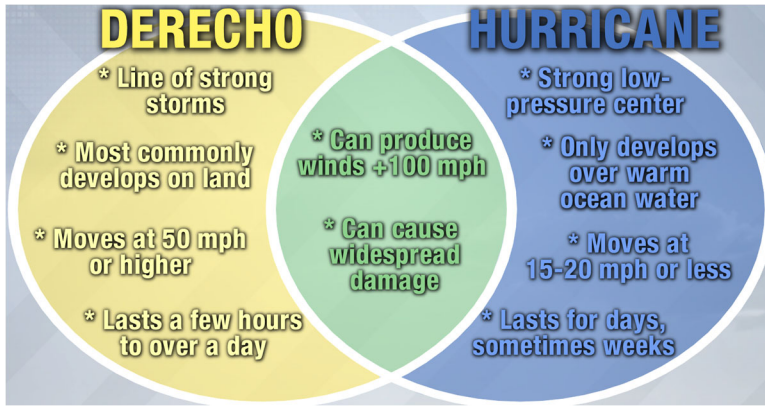 DERECHO
* Line of strong
storms
* Most commonly
develops on land
* Moves at 50 mph
or higher
* Lasts a few hours
to over a day
* Can produce
winds +100 mph
* Can cause
widespread
damage
HURRICANE
* Strong low-
pressure center
* Only develops
over warm
ocean water
* Moves at
15-20 mph or less
* Lasts for days,
sometimes weeks